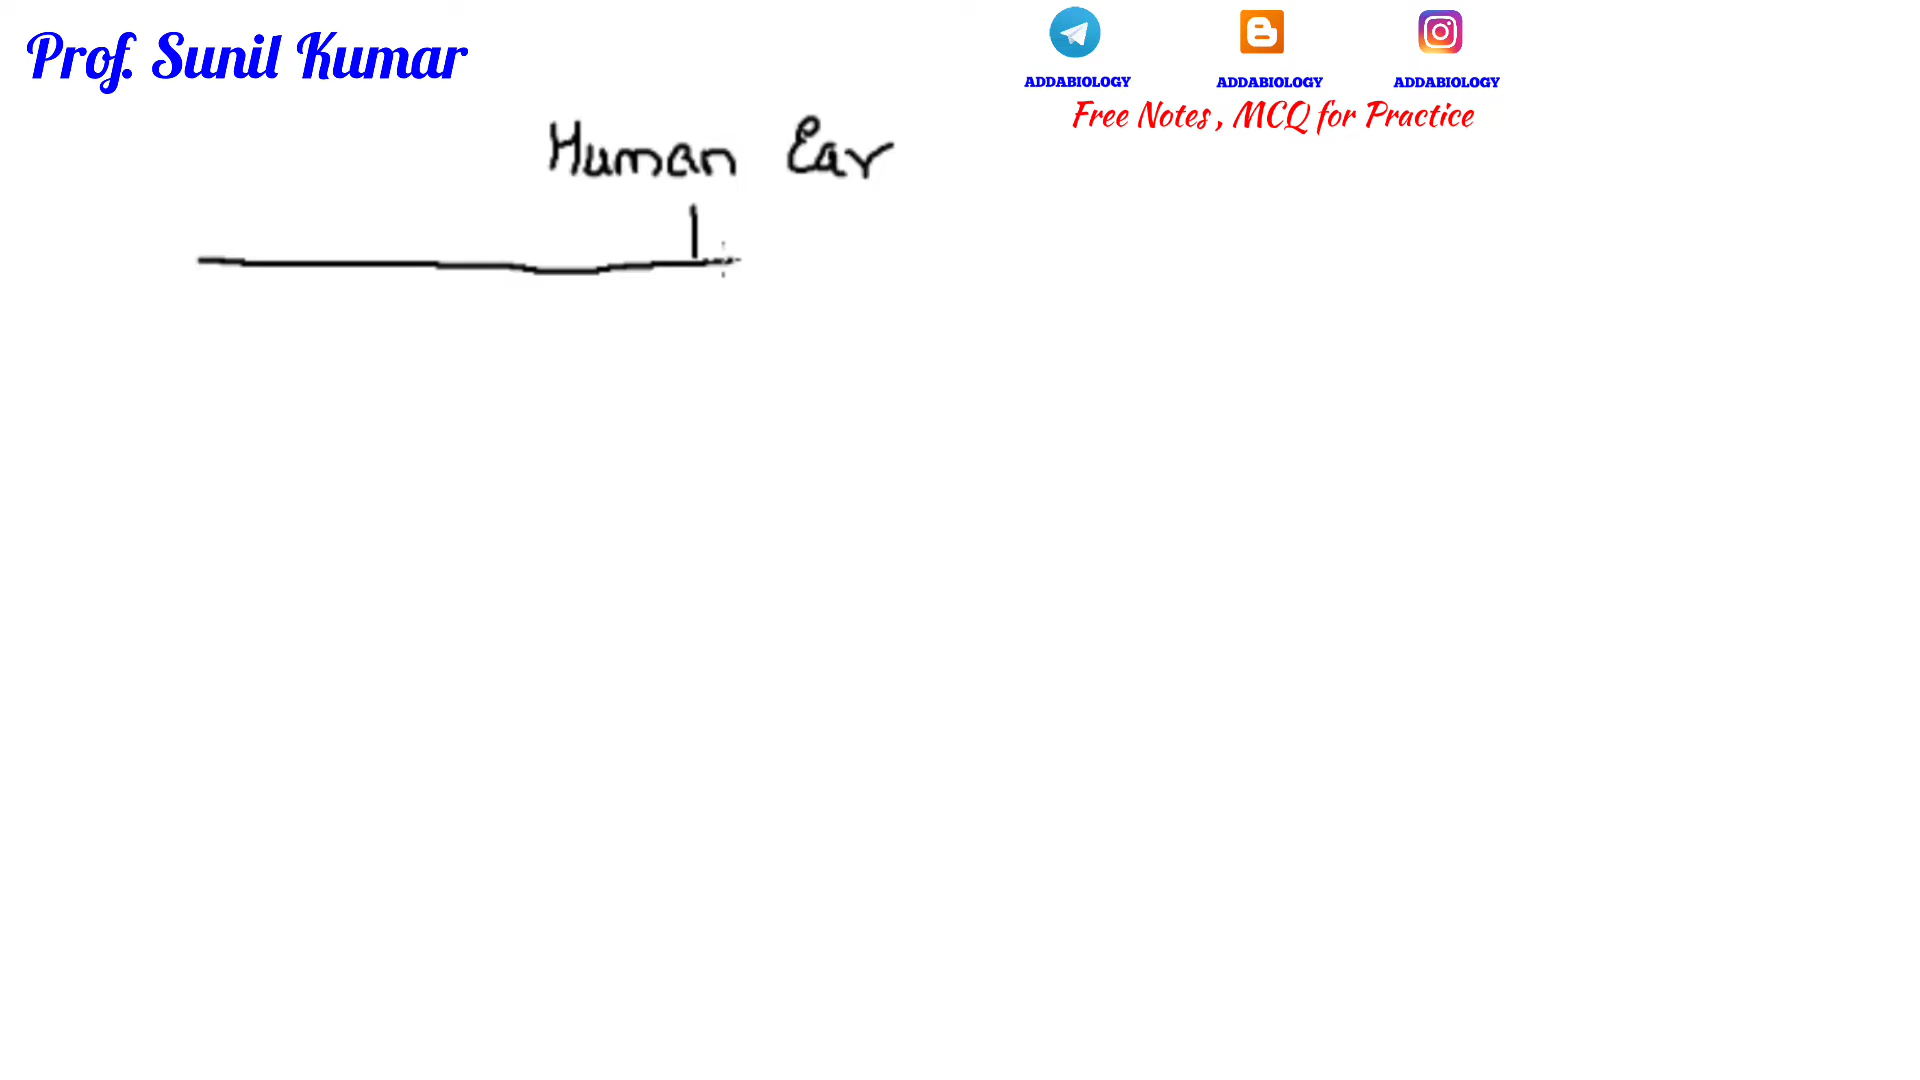 Prof. Sunil Kumar
ADDABIOLOGY ADDABIOLOGY ADDABIOLOGY
Free Notes , MCQ for Practice
Human Ear